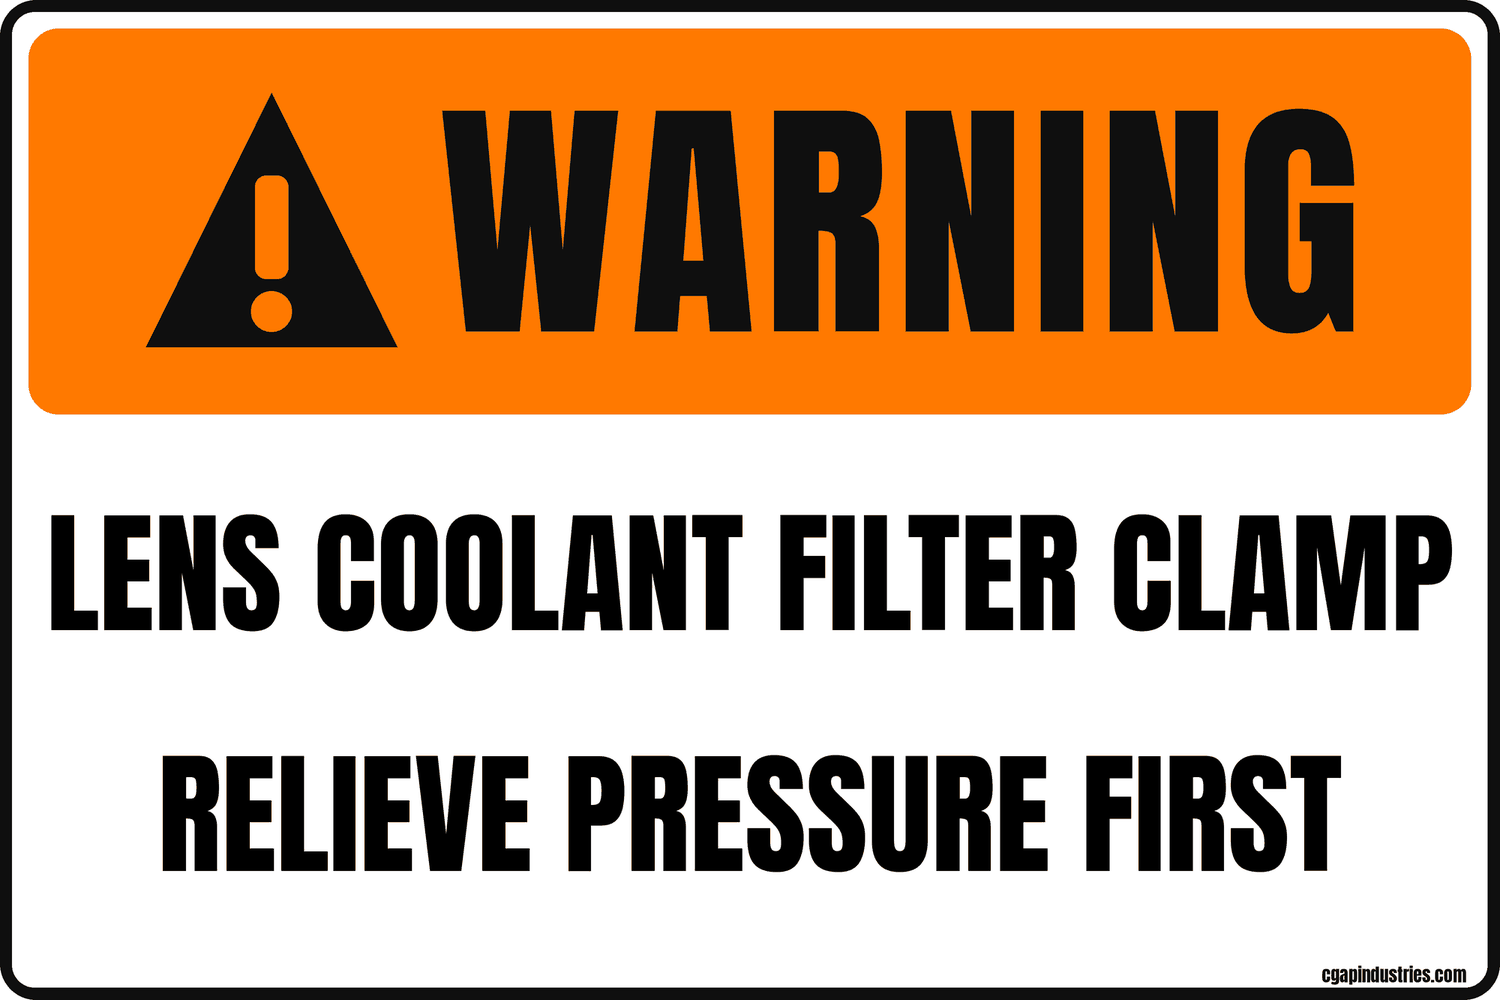 WARNING
LENS COOLANT FILTER CLAMP
RELIEVE PRESSURE FIRST
cgapindustries.com